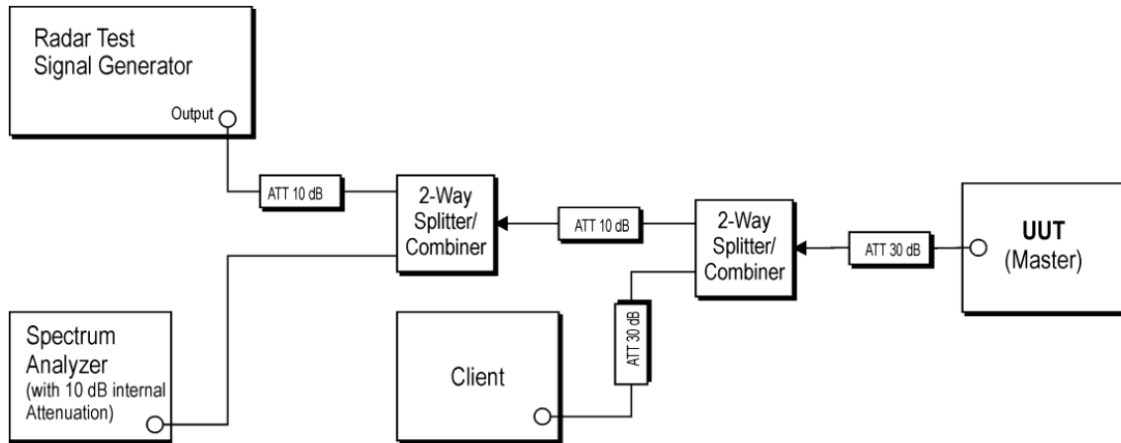 Radar Test
Signal Generator
Output
ATT 10 dB
2-Way
Splitter/
Combiner
ATT 10 dB
2-Way
Splitter/
Combiner
ATT 30 dB
UUT
(Master)
Spectrum
Analyzer
(with 10 dB internal
Attenuation)
Client
ATT 30 dB